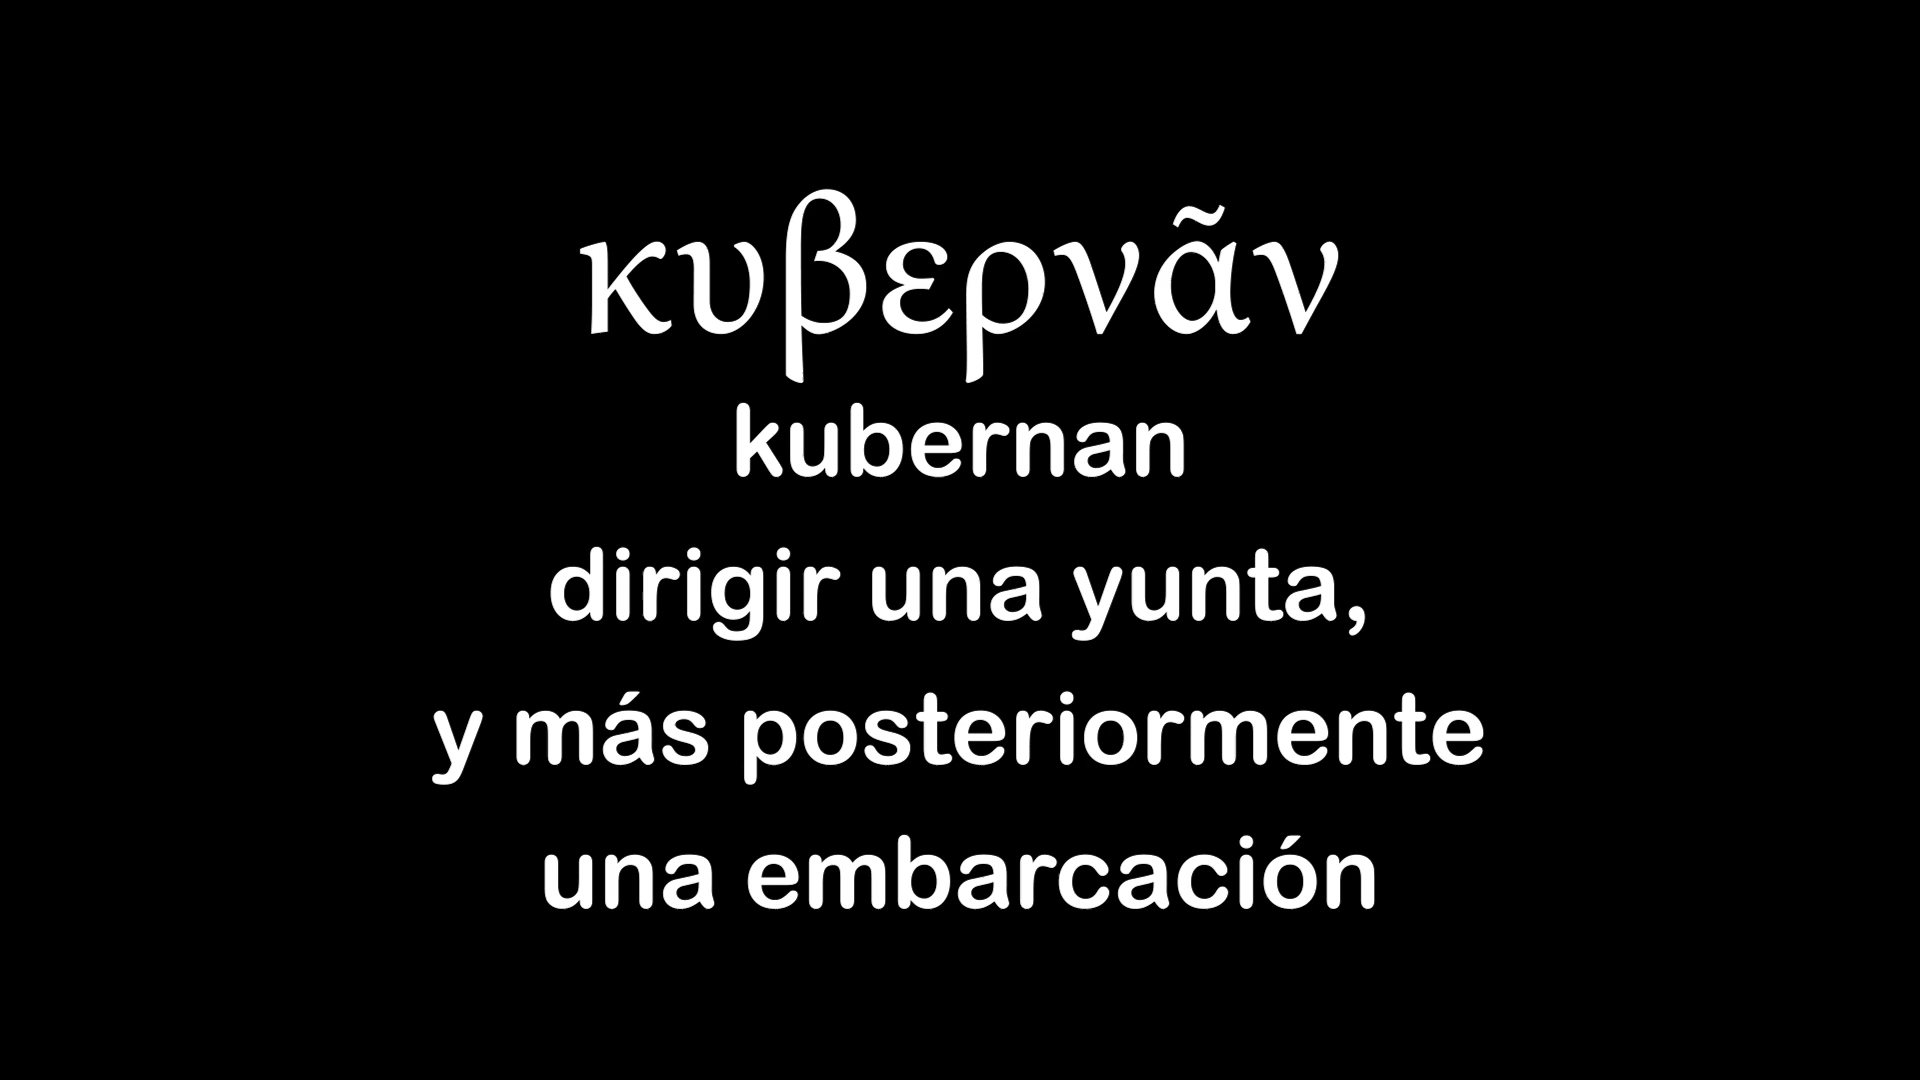 κυβερνᾶν
kubernan
dirigir una yunta,
y más posteriormente
una embarcación